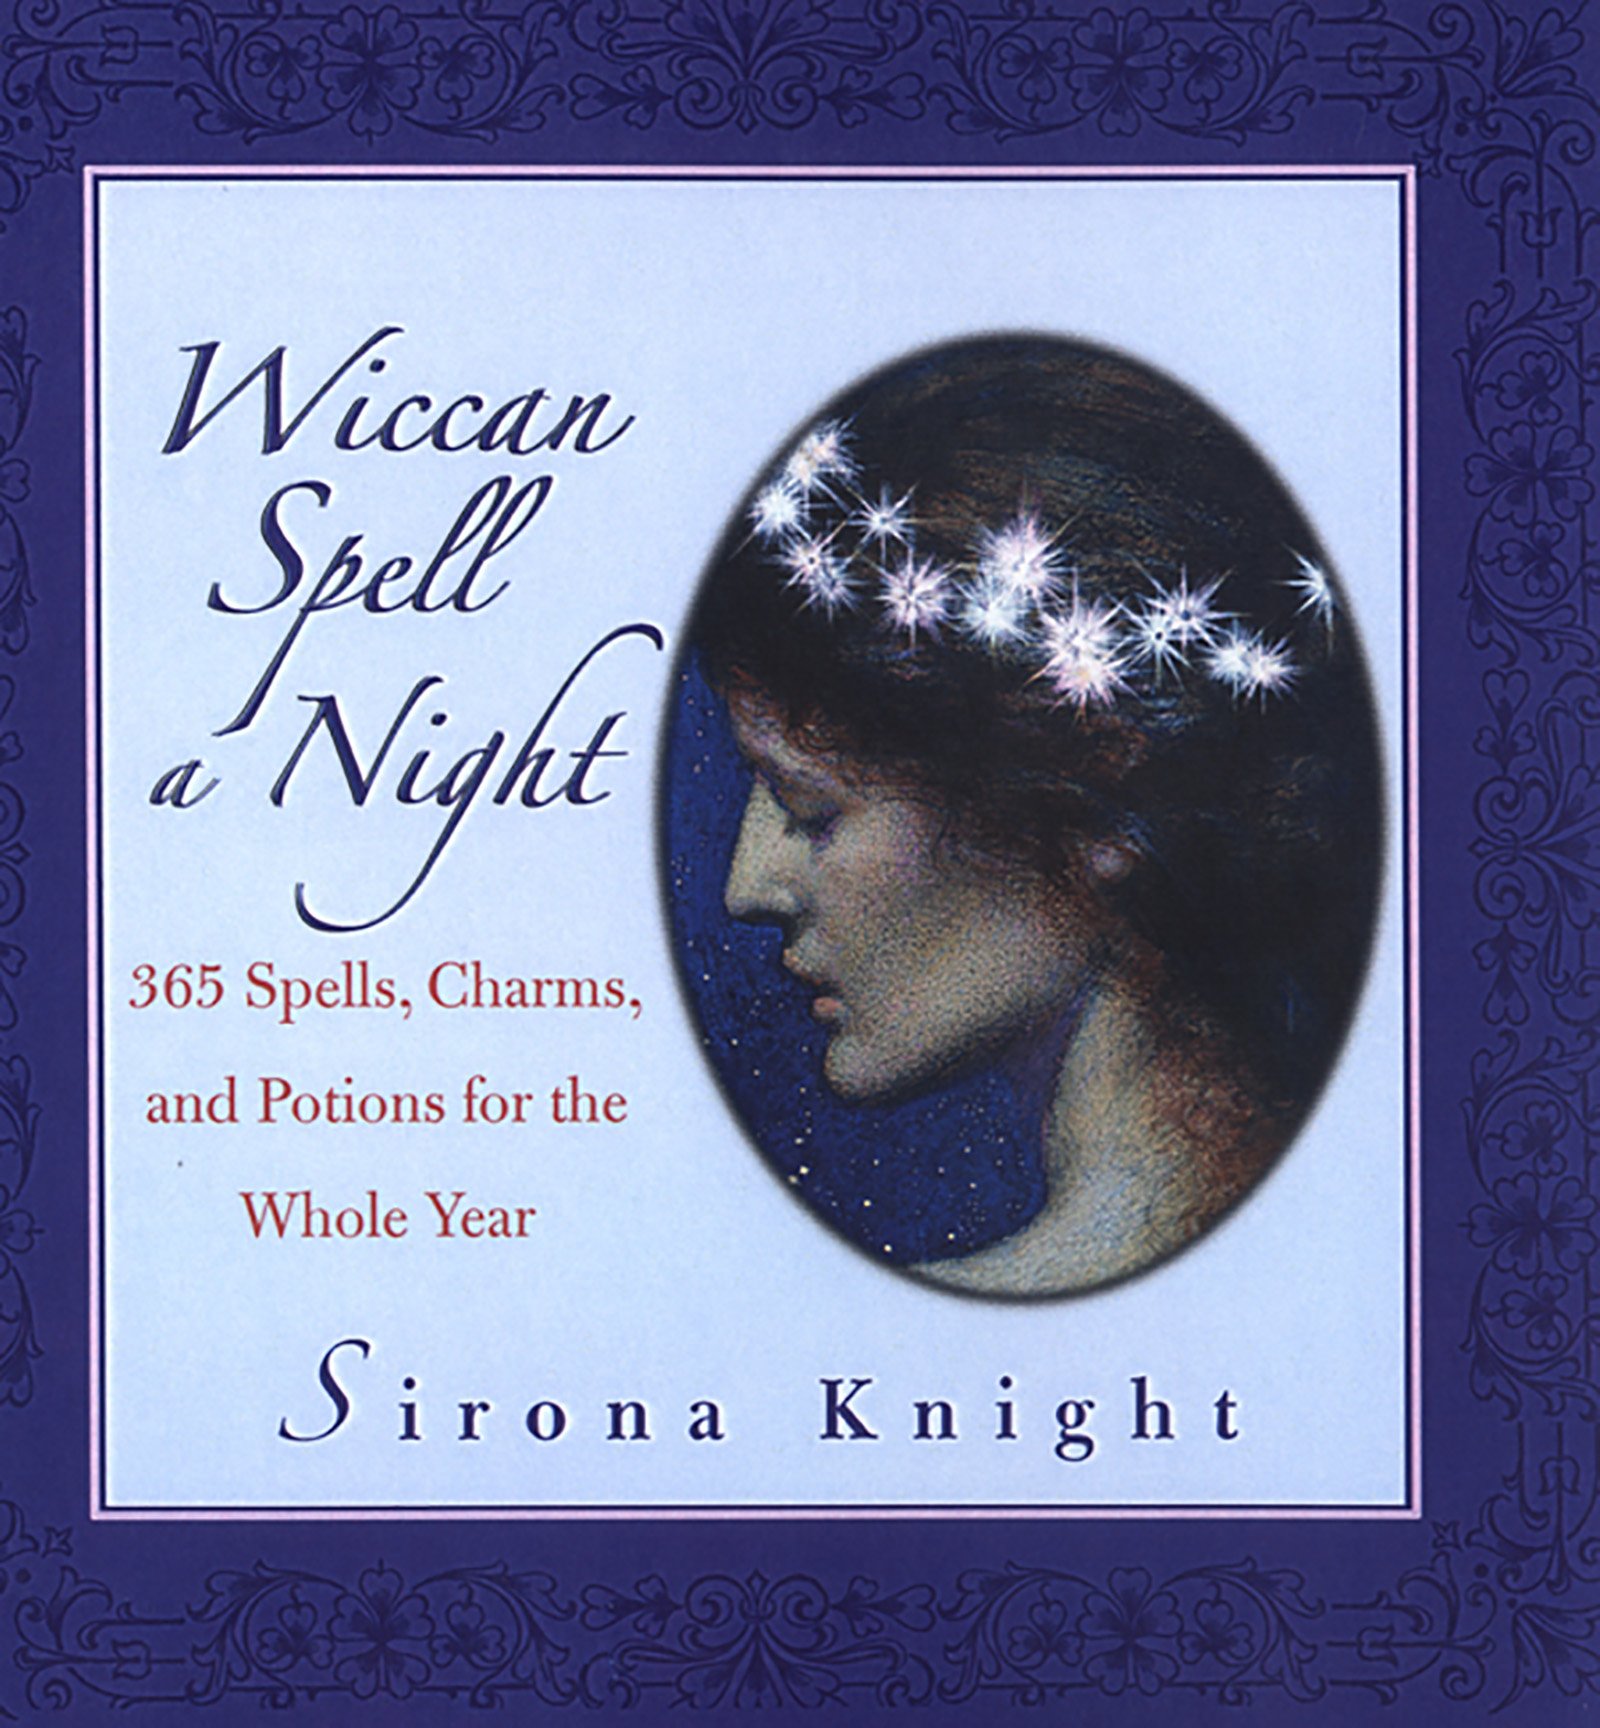 Wiccan
Spell
a Night
365 Spells, Charms,
and Potions for the
Whole Year
Sirona Knight